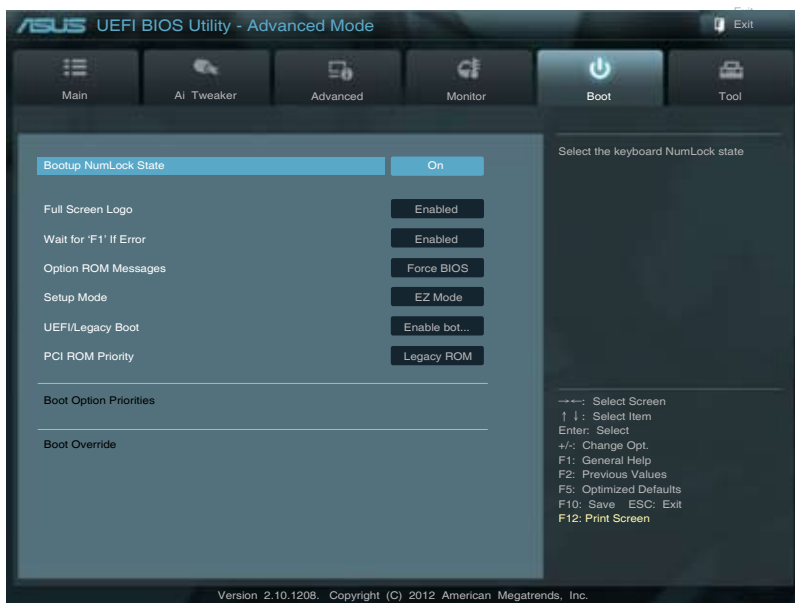 Exit
ASUS UEFI BIOS Utility - Advanced Mode
Exit
Main
Ai Tweaker
Advanced
Monitor
Boot
Tool
Bootup NumLock State On
Full Screen Logo Enabled
Wait for ‘F1’ If Error Enabled
Option ROM Messages Force BIOS
Setup Mode EZ Mode
UEFI/Legacy Boot Enable bot...
PCI ROM Priority Legacy ROM
Boot Option Priorities
Boot Override
Select the keyboard NumLock state
→←: Select Screen
↑↓: Select Item
Enter: Select
+/-: Change Opt.
F1: General Help
F2: Previous Values
F5: Optimized Defaults
F10: Save ESC: Exit
F12: Print Screen
Version 2.10.1208. Copyright (C) 2012 American Megatrends, Inc.